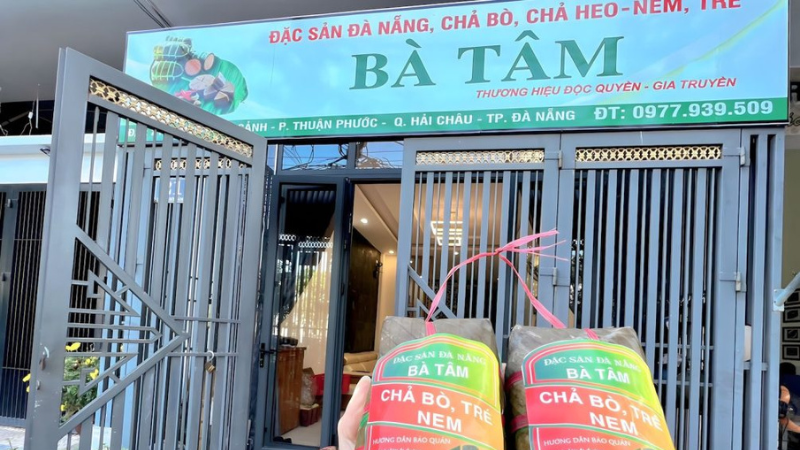 ĐẶC SẢN ĐÀ NẴNG, CHẢ BÒ, CHẢ HEO-NEM, TRÉ
BÀ TÂM
THƯƠNG HIỆU ĐỘC QUYỀN - GIA TRUYỀN
- P. THUẬN PHƯỚC - Q. HẢI CHÂU - TP. ĐÀ NẴNG ĐT: 0977.939.509
ĐẶC SẢN ĐÀ NẴNG
BÀ TÂM
CHẢ BÒ, TRÉ
NEM
HƯỚNG DẪN BẢO QUẢN
ĐẶC SẢN ĐÀ NẴNG
BÀ TÂM
CHẢ BÒ, TRÉ
NEM
HƯỚNG DẪN BẢO QUẢN